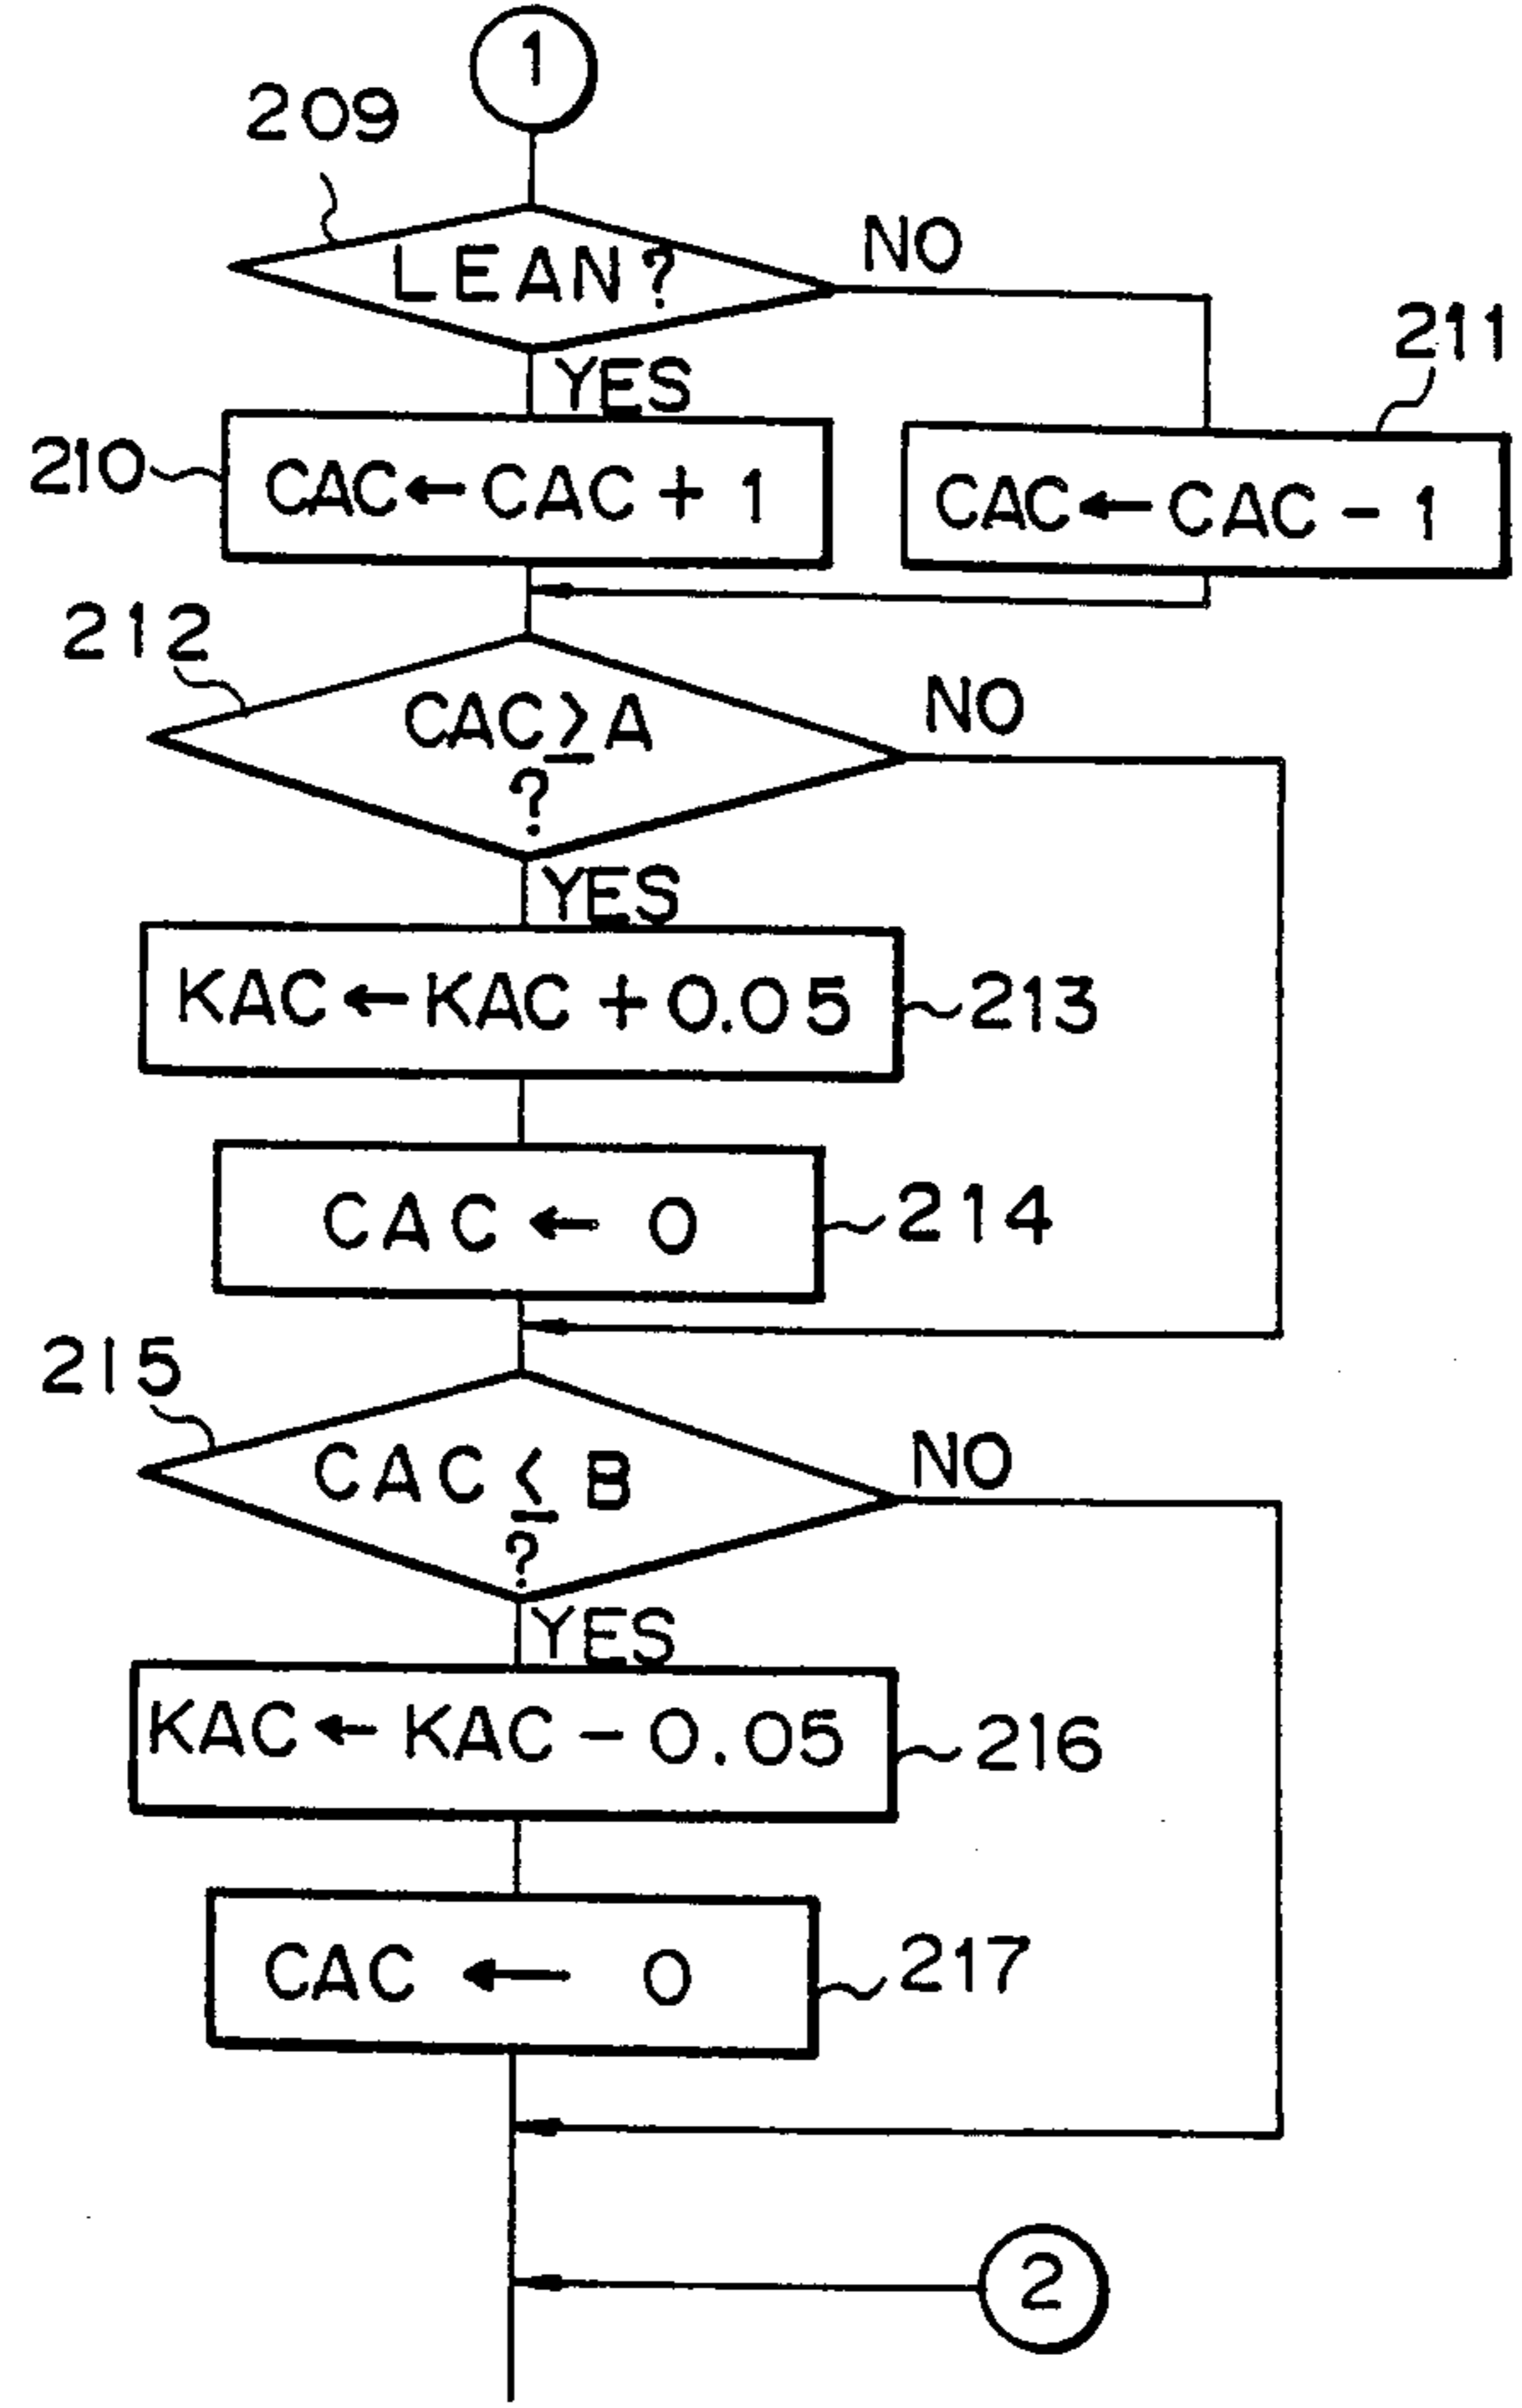 1
209
LEAN?
NO
YES
211
210
CAC ← CAC + 1
CAC ← CAC - 1
212
CAC ≥ A
?
NO
YES
KAC ← KAC + 0.05
213
CAC ← 0
214
215
CAC ≤ B
?
NO
YES
KAC ← KAC - 0.05
216
CAC ← 0
217
2